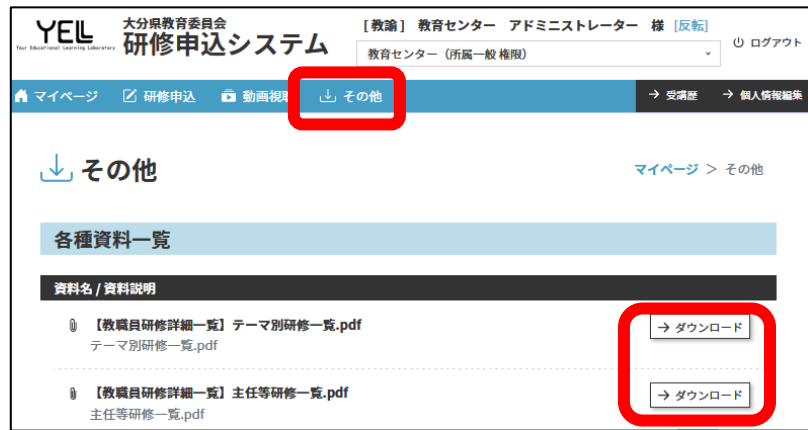 YELL
Your Educational Learning Laboratory
大分県教育委員会
研修申込システム
[ 教諭 ] 教育センター アドミニストレーター 様 [反転]
教育センター（所属一般 権限）
ログアウト
マイページ 研修申込 動画視聴 その他
→ 受講歴 → 個人情報編集
その他
マイページ ＞ その他
各種資料一覧
資料名 / 資料説明
【教職員研修詳細一覧】テーマ別研修一覧.pdf
→ ダウンロード
テーマ別研修一覧.pdf
【教職員研修詳細一覧】主任等研修一覧.pdf
→ ダウンロード
主任等研修一覧.pdf